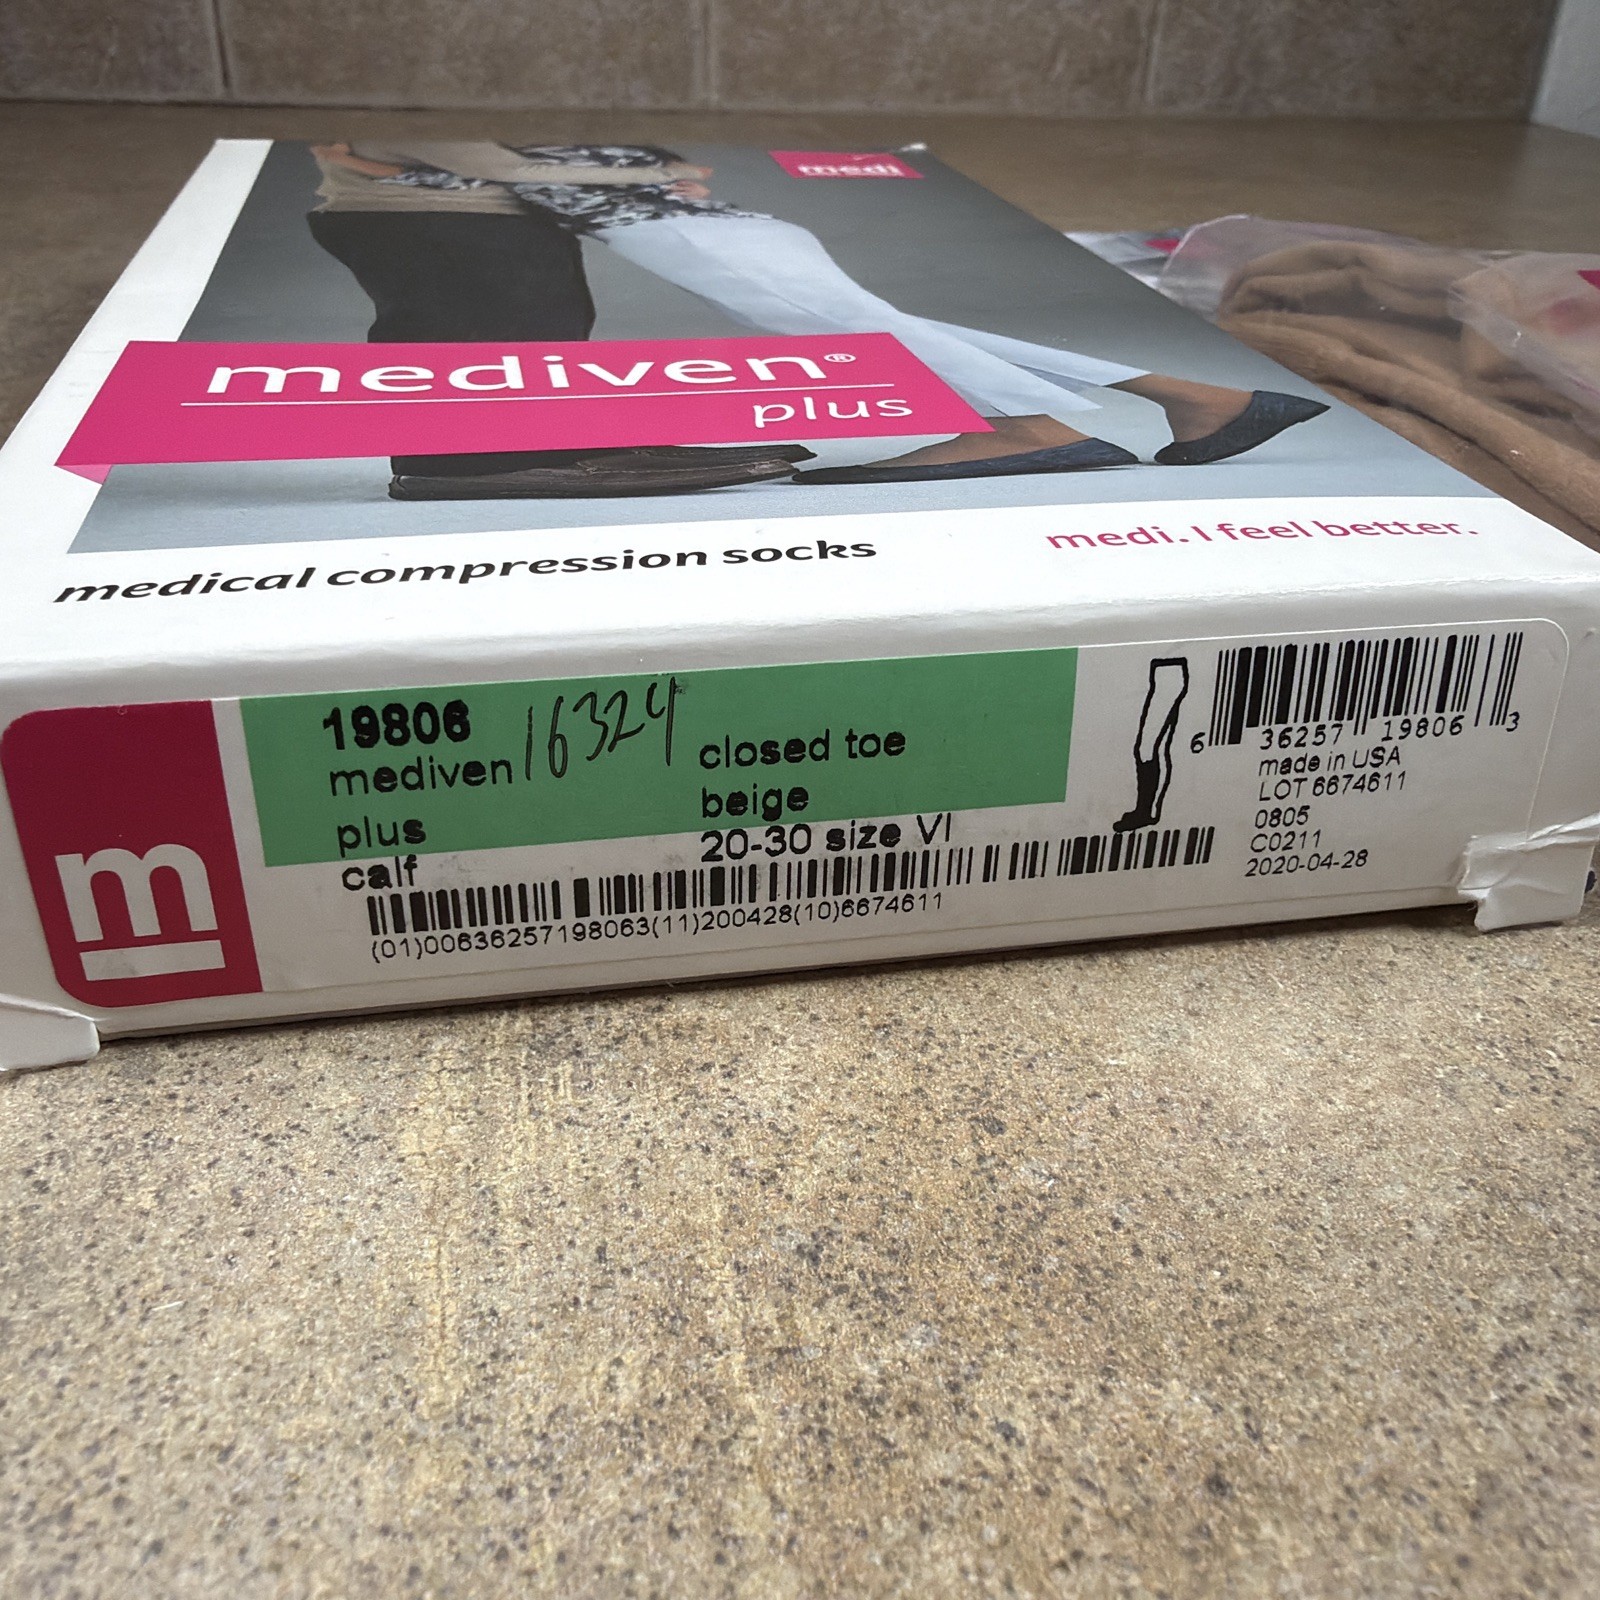 medi
mediven®
plus
medical compression socks
medi. I feel better.
m
19806
16324
mediven
plus
calf
closed toe
beige
20-30 size VI
(01)00636257198063(11)200428(10)6674611
6 36257 19806 3
made in USA
LOT 6674611
0805
C0211
2020-04-28